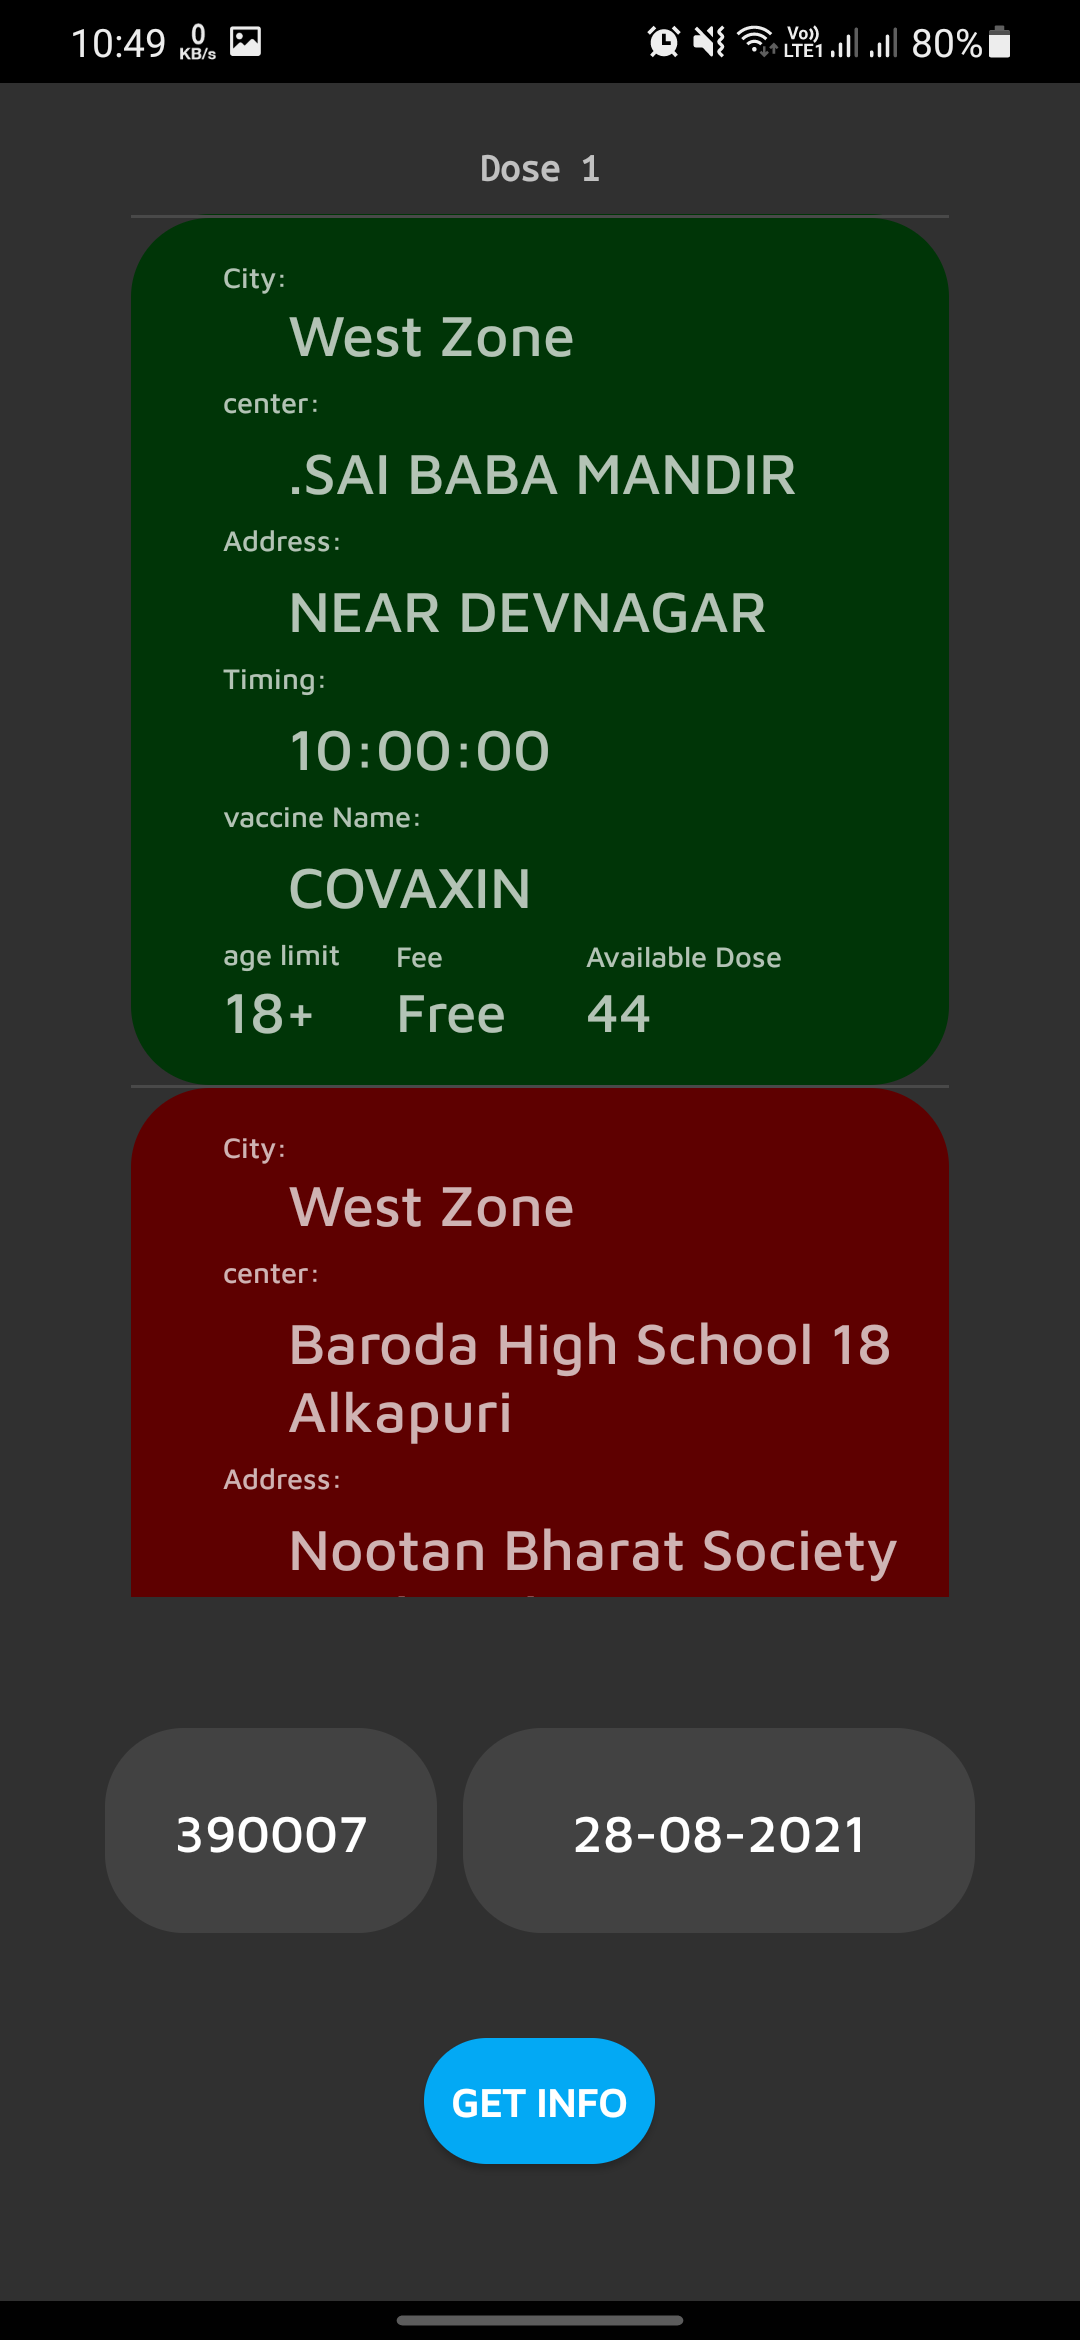 10:49 0 KB/s Vo)) LTE1 80%
Dose 1
City:
West Zone
center:
.SAI BABA MANDIR
Address:
NEAR DEVNAGAR
Timing:
10:00:00
vaccine Name:
COVAXIN
age limit Fee Available Dose
18+ Free 44
City:
West Zone
center:
Baroda High School 18
Alkapuri
Address:
Nootan Bharat Society
390007 28-08-2021
GET INFO